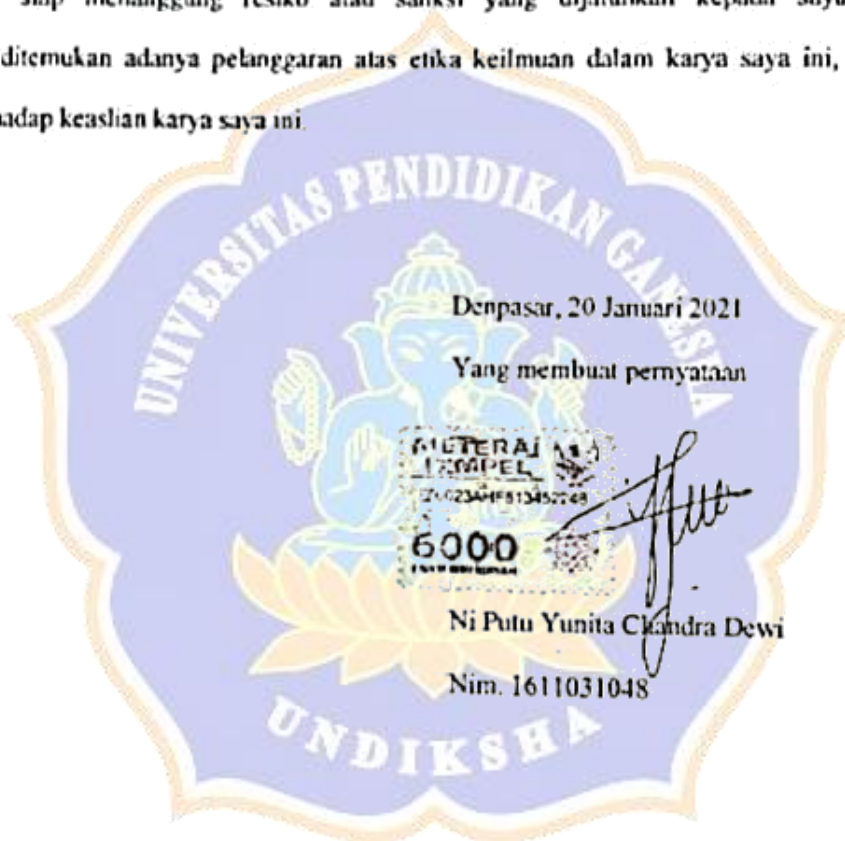 siap menanggung resiko atau sanksi yang dijatuhkan kepada saya
ditemukan adanya pelanggaran atas etika keilmuan dalam karya saya ini,
adap keaslian karya saya ini.
UNIVERSITAS PENDIDIKAN GANESHA
Denpasar, 20 Januari 2021
Yang membuat pernyataan
METERAI
TEMPEL
6000
Ni Putu Yunita Chandra Dewi
Nim. 1611031048
UNDIKSHA